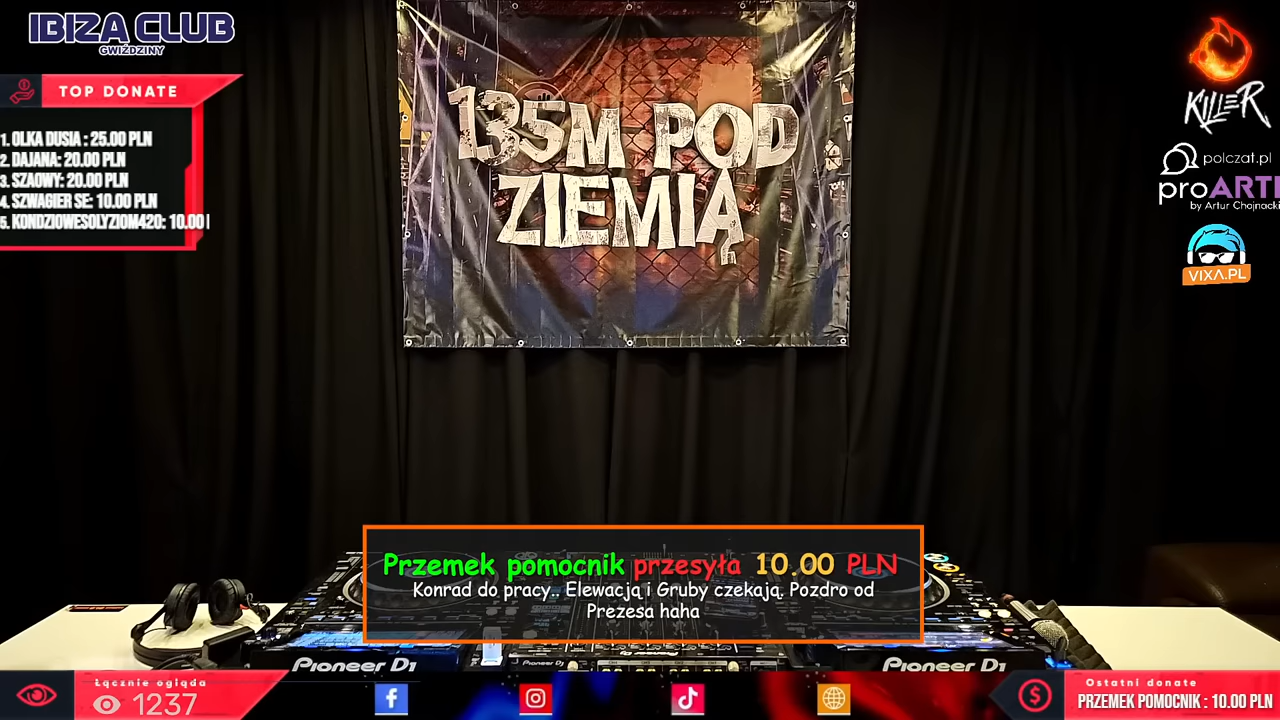 IBIZA CLUB
GWIŹDZINY
TOP DONATE
1. OLKA DUSIA : 25.00 PLN
2. DAJANA: 20.00 PLN
3. SZAOWY: 20.00 PLN
4. SZWAGIER SE: 10.00 PLN
5. KONDZIOWESOLYZIOM420: 10.00
135M POD
ZIEMIĄ
KILLER
polczat.pl
proARTI
by Artur Chojnacki
VIXA.PL
Przemek pomocnik przesyła 10.00 PLN
Konrad do pracy.. Elewacją i Gruby czekają. Pozdro od
Prezesa haha
Pioneer DJ
Pioneer DJ
Pioneer DJ
Łącznie ogląda
1237
Ostatni donate
PRZEMEK POMOCNIK : 10.00 PLN